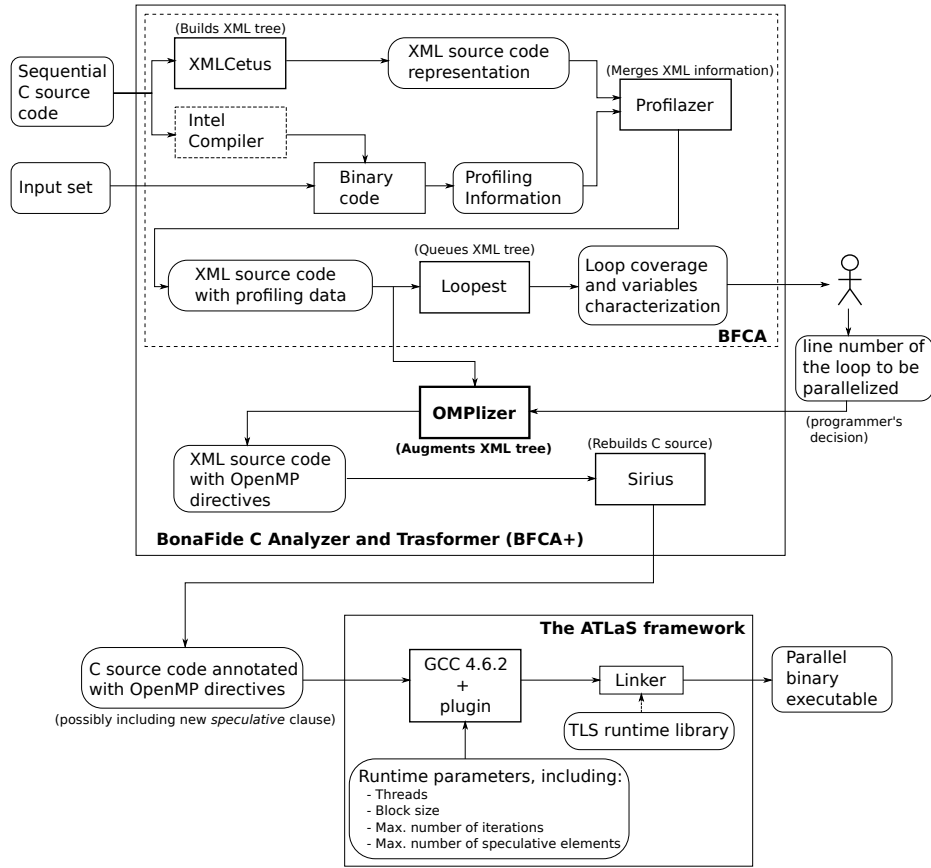 (Builds XML tree)
Sequential
C source
code
XMLCetus
XML source code
representation
(Merges XML information)
Profilazer
Intel
Compiler
Input set
Binary
code
Profiling
Information
(Queues XML tree)
XML source code
with profiling data
Loopest
Loop coverage
and variables
characterization
BFCA
line number of
the loop to be
parallelized
(programmer's
decision)
OMPlizer
(Augments XML tree)
(Rebuilds C source)
XML source code
with OpenMP
directives
Sirius
BonaFide C Analyzer and Trasformer (BFCA+)
The ATLaS framework
C source code annotated
with OpenMP directives
(possibly including new speculative clause)
GCC 4.6.2
+
plugin
Linker
Parallel
binary
executable
TLS runtime library
Runtime parameters, including:
- Threads
- Block size
- Max. number of iterations
- Max. number of speculative elements